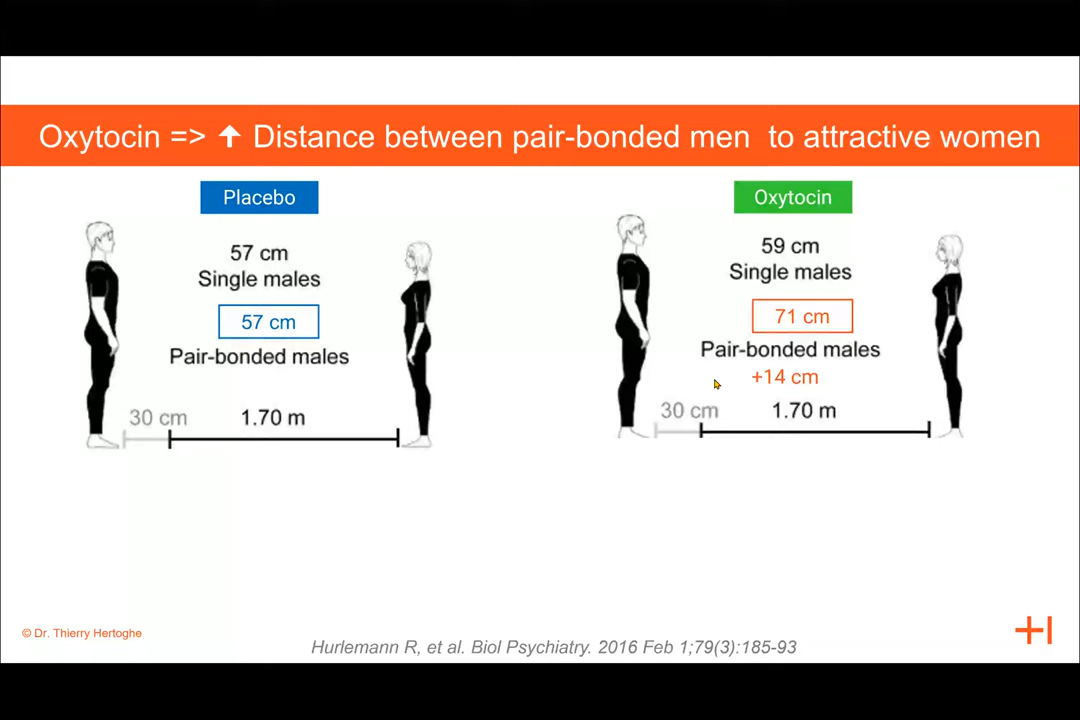 Oxytocin => ↑ Distance between pair-bonded men to attractive women
Placebo
57 cm
Single males
57 cm
Pair-bonded males
30 cm
1.70 m
Oxytocin
59 cm
Single males
71 cm
Pair-bonded males
+14 cm
30 cm
1.70 m
© Dr. Thierry Hertoghe
Hurlemann R, et al. Biol Psychiatry. 2016 Feb 1;79(3):185-93